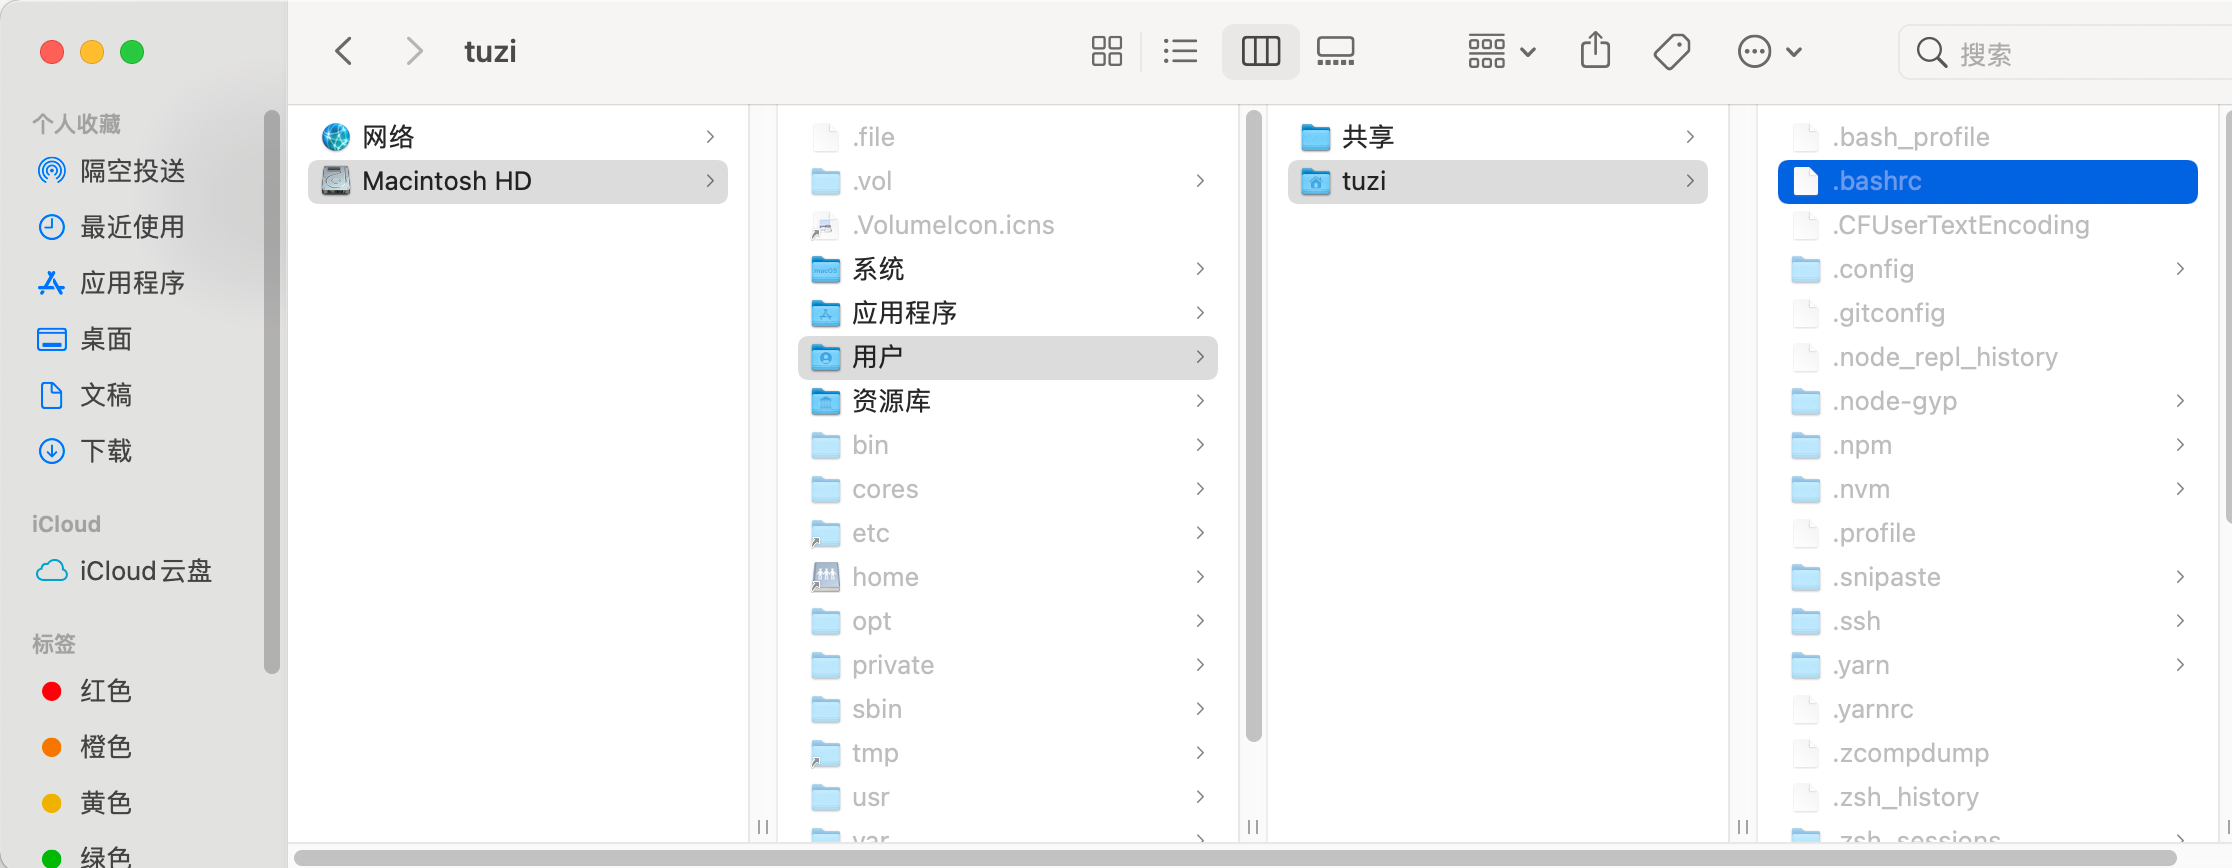 tuzi
搜索
个人收藏
隔空投送
最近使用
应用程序
桌面
文稿
下载
iCloud
iCloud云盘
标签
红色
橙色
黄色
绿色
网络
Macintosh HD
.file
.vol
.VolumeIcon.icns
系统
应用程序
用户
资源库
bin
cores
etc
home
opt
private
sbin
tmp
usr
var
共享
tuzi
.bash_profile
.bashrc
.CFUserTextEncoding
.config
.gitconfig
.node_repl_history
.node-gyp
.npm
.nvm
.profile
.snipaste
.ssh
.yarn
.yarnrc
.zcompdump
.zsh_history
.zsh_sessions